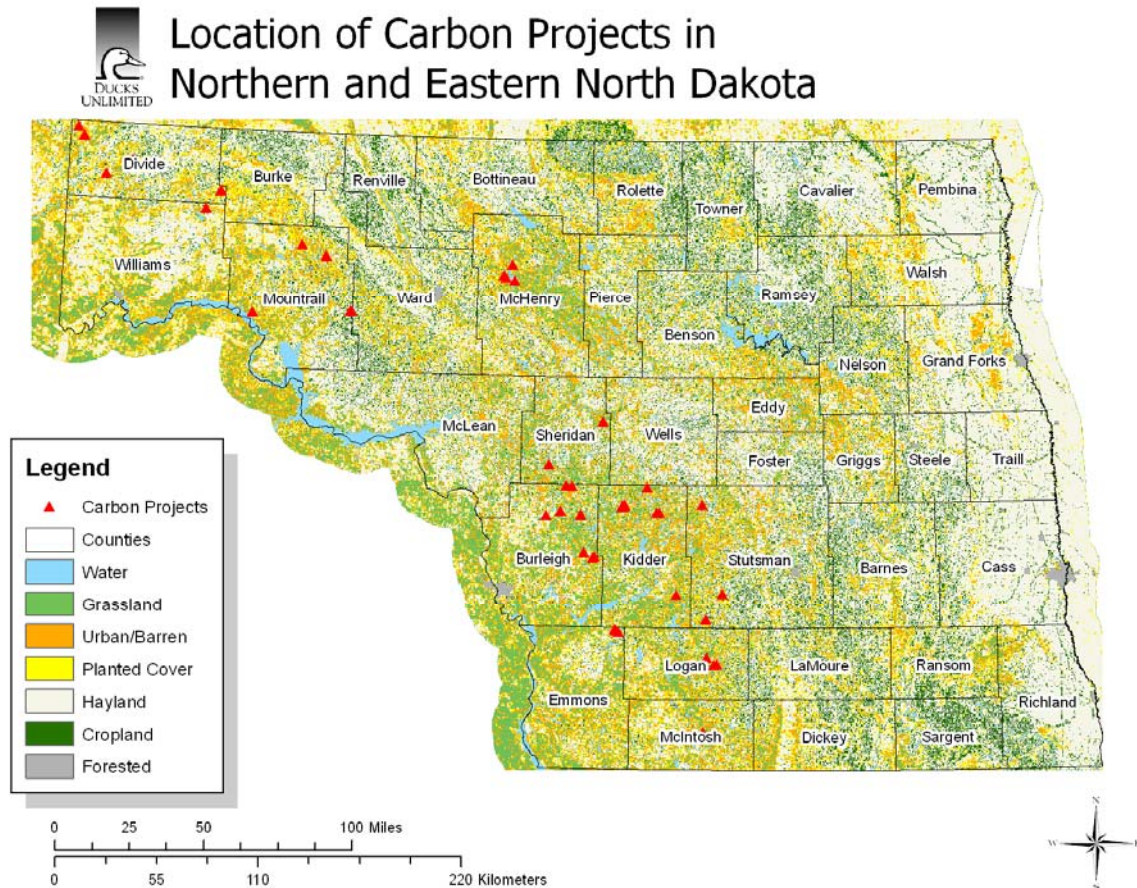 Location of Carbon Projects in
Northern and Eastern North Dakota
DUCKS
UNLIMITED
Divide
Burke
Renville
Bottineau
Rolette
Towner
Cavalier
Pembina
Williams
Mountrail
Ward
McHenry
Pierce
Ramsey
Walsh
Benson
Nelson
Grand Forks
McLean
Sheridan
Wells
Eddy
Foster
Griggs
Steele
Traill
Burleigh
Kidder
Stutsman
Barnes
Cass
Emmons
Logan
LaMoure
Ransom
Richland
McIntosh
Dickey
Sargent
Legend
Carbon Projects
Counties
Water
Grassland
Urban/Barren
Planted Cover
Hayland
Cropland
Forested
0 25 50 100 Miles
0 55 110 220 Kilometers
N
W E
S